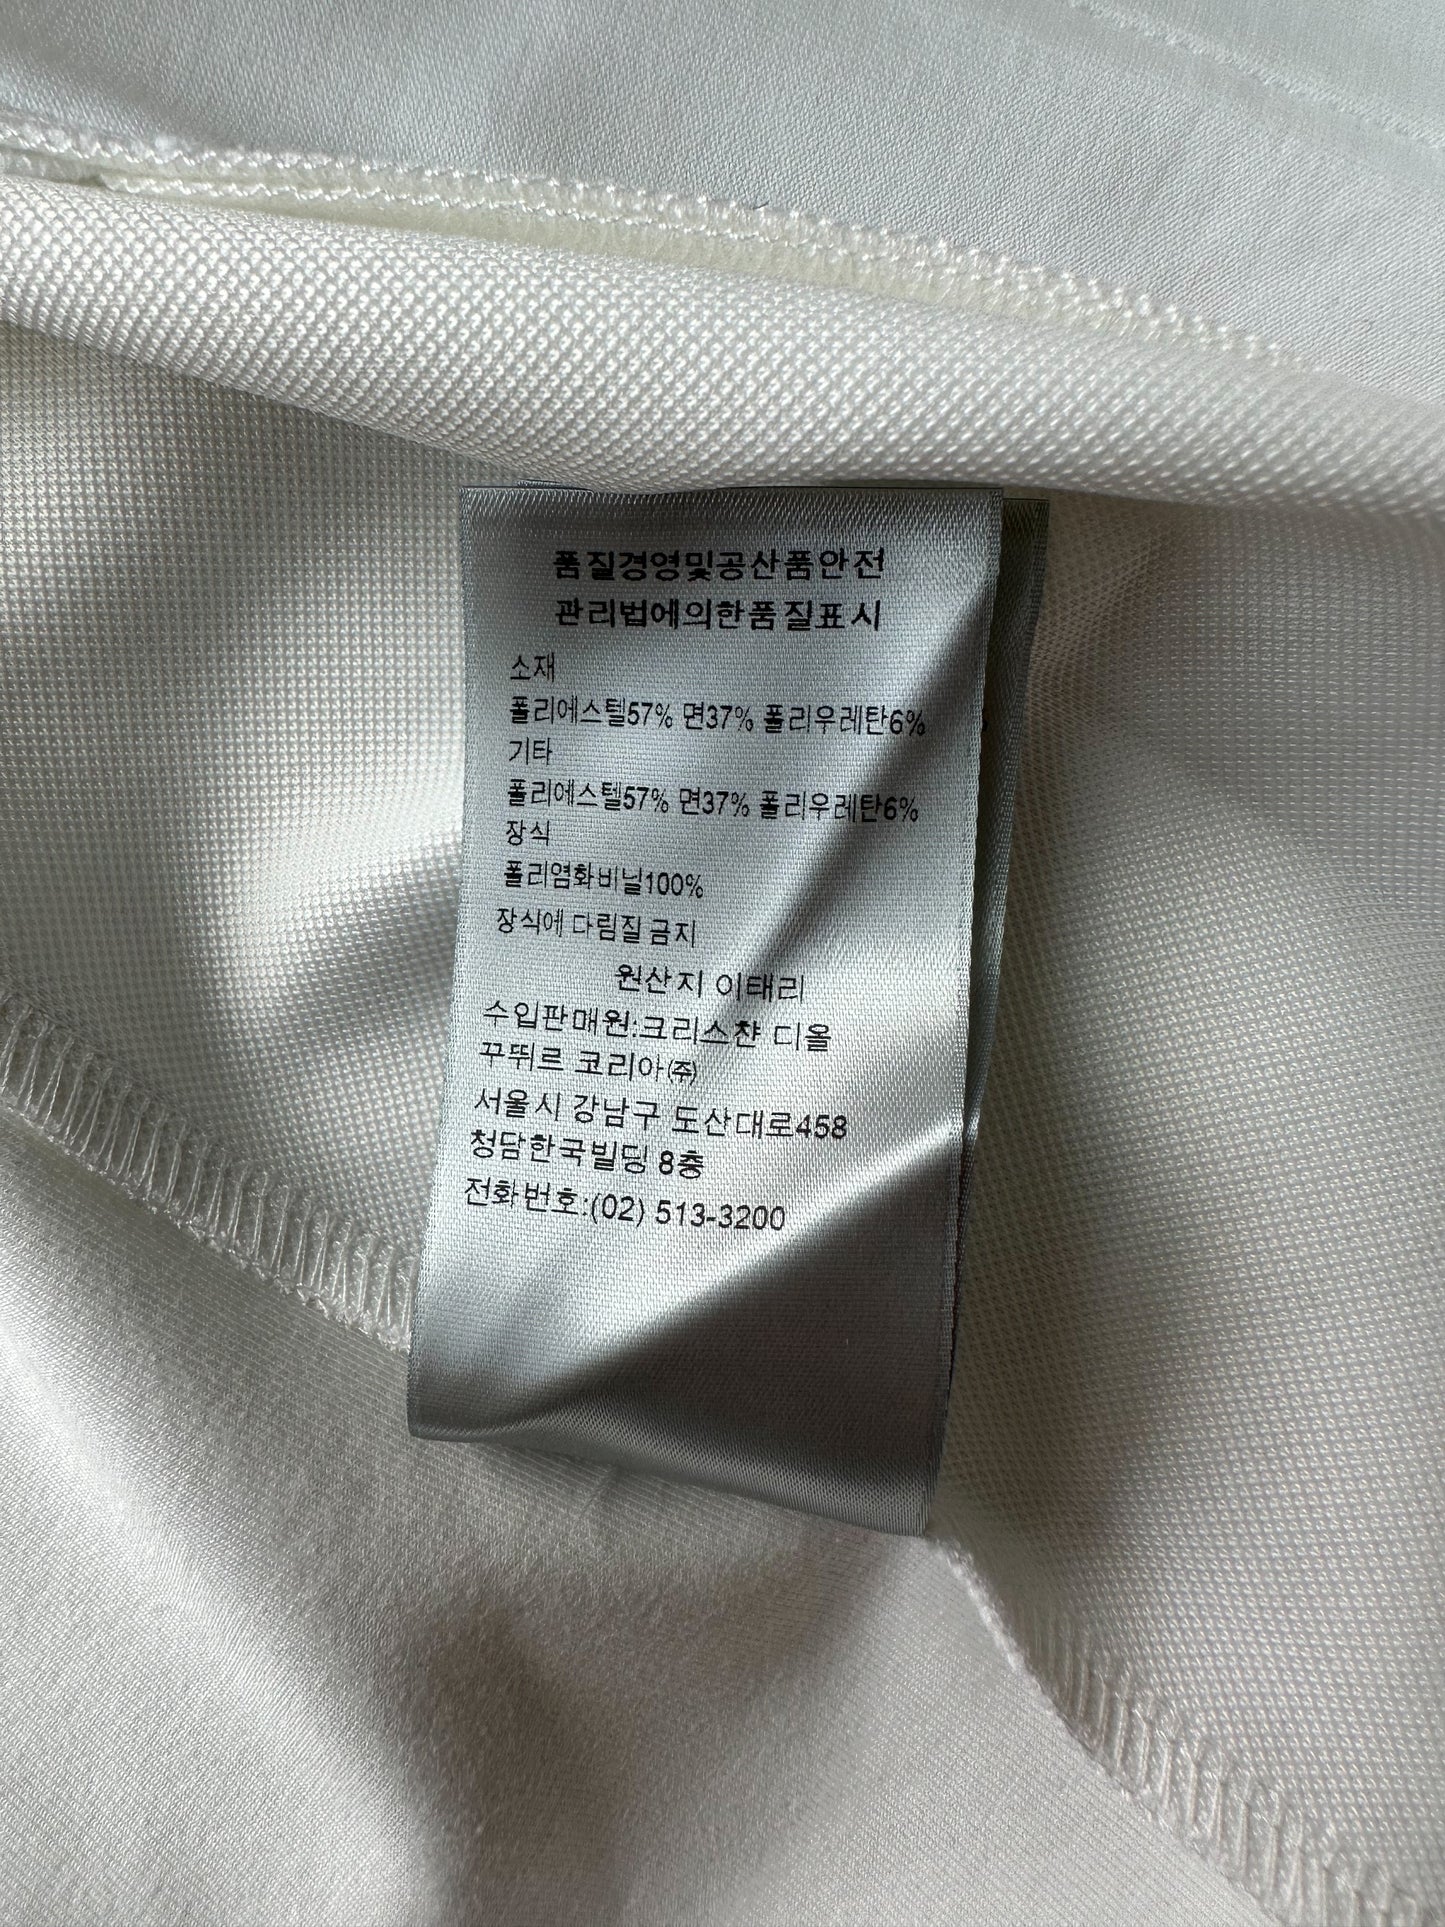 품질경영및공산품안전
관리법에의한품질표시
소재
폴리에스텔57% 면37% 폴리우레탄6%
기타
폴리에스텔57% 면37% 폴리우레탄6%
장식
폴리염화비닐100%
장식에 다림질 금지
원산지 이태리
수입판매원:크리스챤 디올
꾸뛰르 코리아㈜
서울시 강남구 도산대로458
청담한국빌딩 8층
전화번호:(02) 513-3200